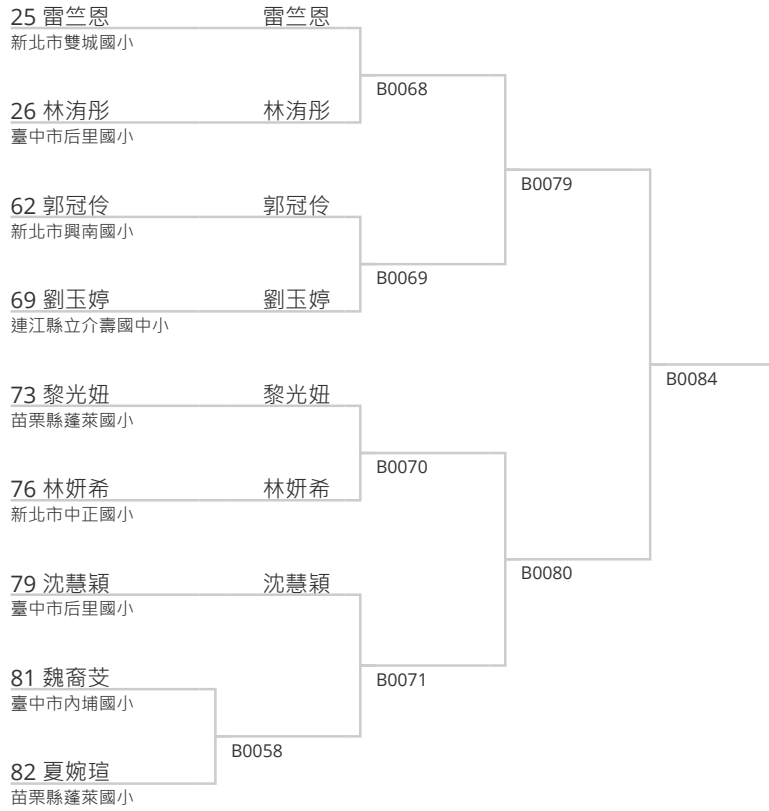 25 雷竺恩 雷竺恩
新北市雙城國小
B0068
26 林洧彤 林洧彤
臺中市后里國小
B0079
62 郭冠伶 郭冠伶
新北市興南國小
B0069
69 劉玉婷 劉玉婷
連江縣立介壽國中小
B0084
73 黎光妞 黎光妞
苗栗縣蓬萊國小
B0070
76 林妍希 林妍希
新北市中正國小
B0080
79 沈慧穎 沈慧穎
臺中市后里國小
81 魏裔芠
B0071
臺中市內埔國小
B0058
82 夏婉瑄
苗栗縣蓬萊國小